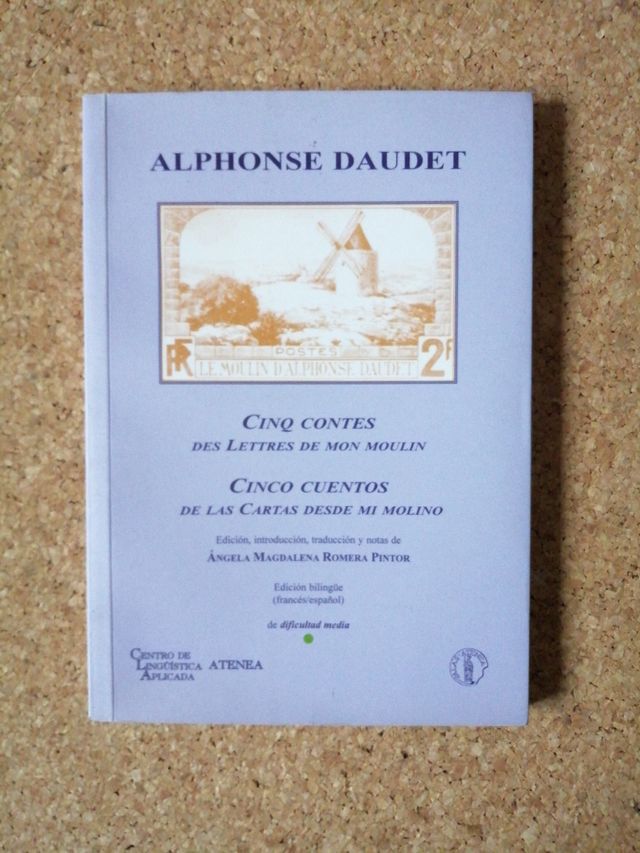 ALPHONSE DAUDET
RF
POSTES
LE MOULIN D'ALPHONSE DAUDET
2F
CINQ CONTES
DES LETTRES DE MON MOULIN
CINCO CUENTOS
DE LAS CARTAS DESDE MI MOLINO
Edición, introducción, traducción y notas de
ÁNGELA MAGDALENA ROMERA PINTOR
Edición bilingüe
(francés/español)
de dificultad media
CENTRO DE
LINGÜÍSTICA ATENEA
APLICADA